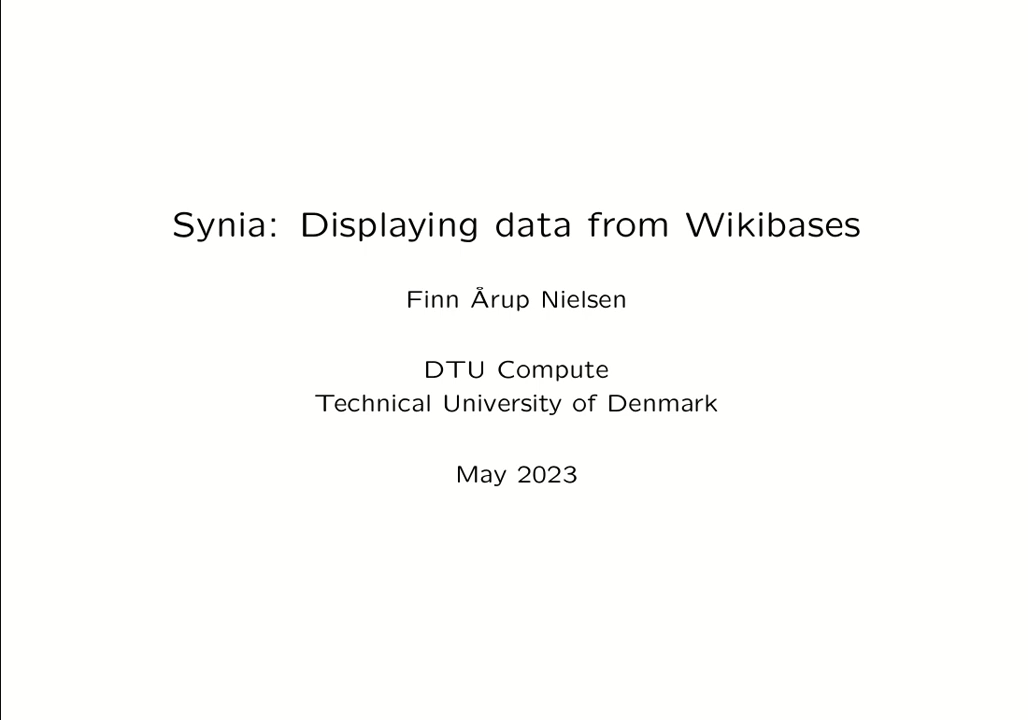 Synia: Displaying data from Wikibases
Finn Årup Nielsen
DTU Compute
Technical University of Denmark
May 2023